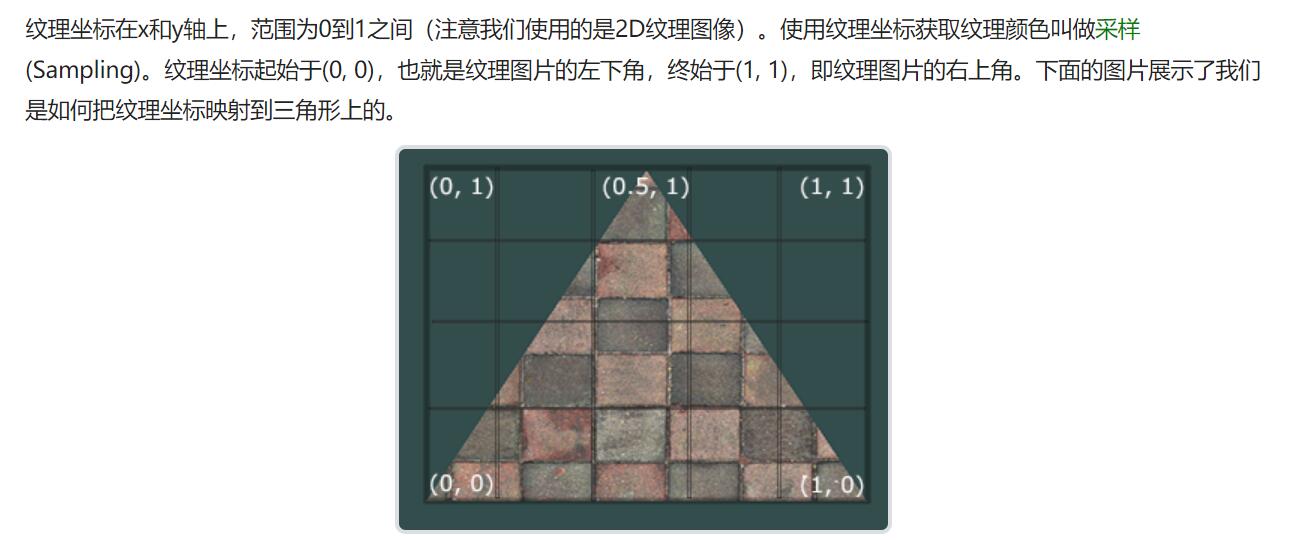 纹理坐标在x和y轴上，范围为0到1之间（注意我们使用的是2D纹理图像）。使用纹理坐标获取纹理颜色叫做采样
(Sampling)。纹理坐标起始于(0, 0)，也就是纹理图片的左下角，终始于(1, 1)，即纹理图片的右上角。下面的图片展示了我们
是如何把纹理坐标映射到三角形上的。
(0, 1) (0.5, 1) (1, 1)
(0, 0) (1, 0)